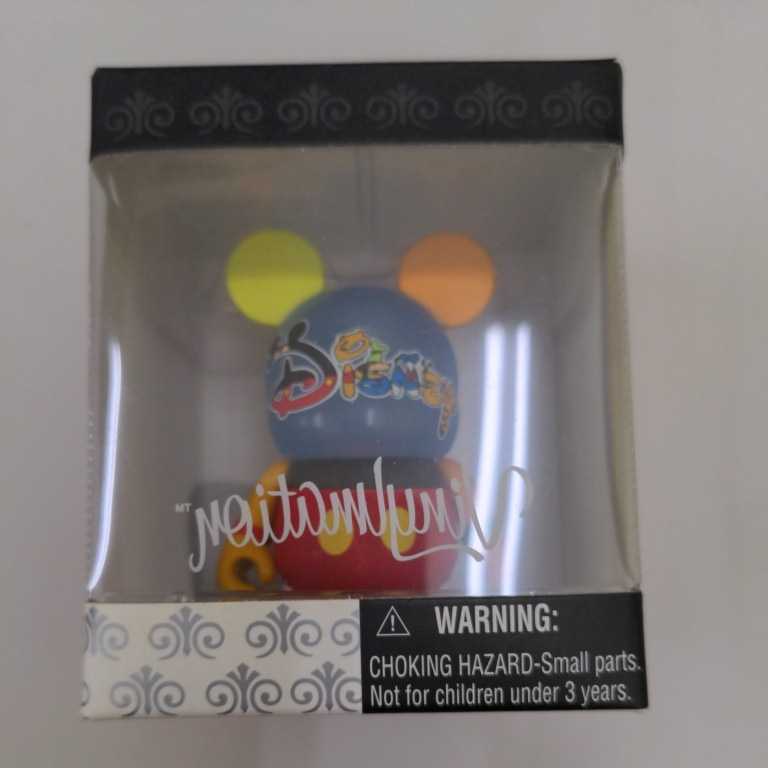 Disney
Vinylmation™
WARNING:
CHOKING HAZARD-Small parts.
Not for children under 3 years.